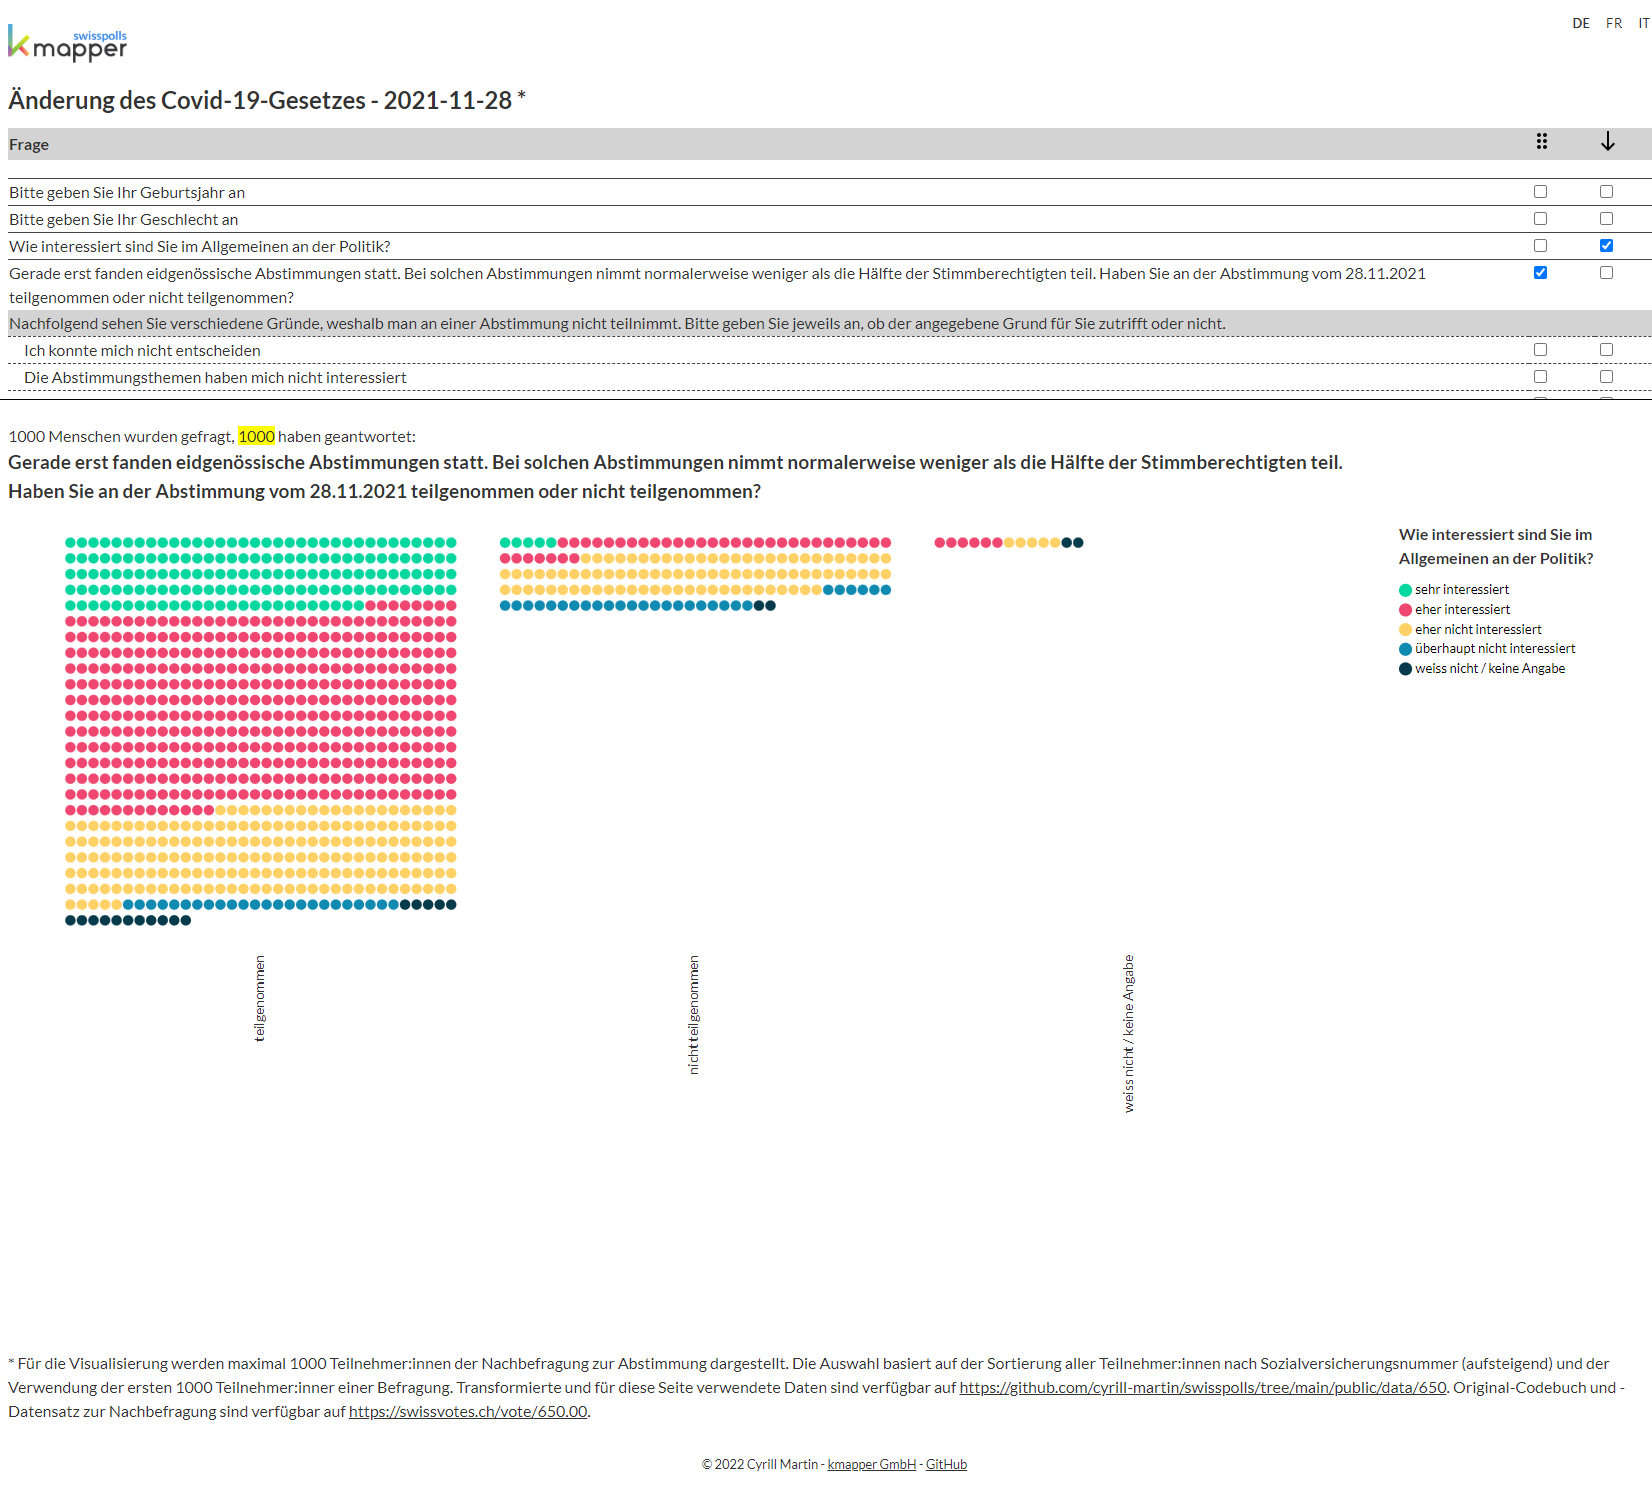 swisspolls
kmapper
DE FR IT
Änderung des Covid-19-Gesetzes - 2021-11-28 *
Frage
Bitte geben Sie Ihr Geburtsjahr an
Bitte geben Sie Ihr Geschlecht an
Wie interessiert sind Sie im Allgemeinen an der Politik?
Gerade erst fanden eidgenössische Abstimmungen statt. Bei solchen Abstimmungen nimmt normalerweise weniger als die Hälfte der Stimmberechtigten teil. Haben Sie an der Abstimmung vom 28.11.2021
teilgenommen oder nicht teilgenommen?
Nachfolgend sehen Sie verschiedene Gründe, weshalb man an einer Abstimmung nicht teilnimmt. Bitte geben Sie jeweils an, ob der angegebene Grund für Sie zutrifft oder nicht.
Ich konnte mich nicht entscheiden
Die Abstimmungsthemen haben mich nicht interessiert
1000 Menschen wurden gefragt, 1000 haben geantwortet:
Gerade erst fanden eidgenössische Abstimmungen statt. Bei solchen Abstimmungen nimmt normalerweise weniger als die Hälfte der Stimmberechtigten teil.
Haben Sie an der Abstimmung vom 28.11.2021 teilgenommen oder nicht teilgenommen?
Wie interessiert sind Sie im
Allgemeinen an der Politik?
sehr interessiert
eher interessiert
eher nicht interessiert
überhaupt nicht interessiert
weiss nicht / keine Angabe
teilgenommen
nicht teilgenommen
weiss nicht / keine Angabe
* Für die Visualisierung werden maximal 1000 Teilnehmer:innen der Nachbefragung zur Abstimmung dargestellt. Die Auswahl basiert auf der Sortierung aller Teilnehmer:innen nach Sozialversicherungsnummer (aufsteigend) und der
Verwendung der ersten 1000 Teilnehmer:inner einer Befragung. Transformierte und für diese Seite verwendete Daten sind verfügbar auf https://github.com/cyrill-martin/swisspolls/tree/main/public/data/650. Original-Codebuch und -
Datensatz zur Nachbefragung sind verfügbar auf https://swissvotes.ch/vote/650.00.
© 2022 Cyrill Martin - kmapper GmbH - GitHub